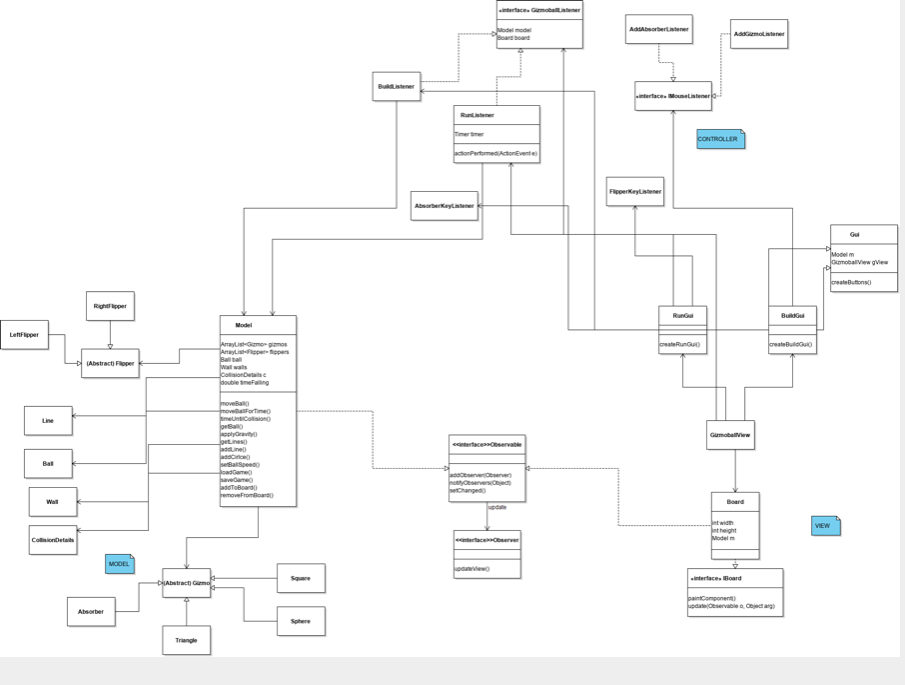 «interface» GizmoballListener
Model model
Board board
AddAbsorberListener
AddGizmoListener
BuildListener
«interface» IMouseListener
RunListener
Timer timer
actionPerformed(ActionEvent e)
CONTROLLER
AbsorberKeyListener
FlipperKeyListener
Gui
Model m
GizmoballView gView
createButtons()
RightFlipper
LeftFlipper
(Abstract) Flipper
Model
ArrayList<Gizmo> gizmos
ArrayList<Flipper> flippers
Ball ball
Wall walls
CollisionDetails c
double timeFalling
moveBall()
moveBallForTime()
timeUntilCollision()
getBall()
applyGravity()
getLines()
addLine()
addCirlce()
setBallSpeed()
loadGame()
saveGame()
addToBoard()
removeFromBoard()
RunGui
createRunGui()
BuildGui
createBuildGui()
Line
Ball
Wall
CollisionDetails
GizmoballView
<<interface>>Observable
addObserver(Observer)
notifyObservers(Object)
setChanged()
update
<<interface>>Observer
updateView()
Board
int width
int height
Model m
VIEW
«interface» IBoard
paintComponent()
update(Observable o, Object arg)
MODEL
(Abstract) Gizmo
Square
Absorber
Sphere
Triangle